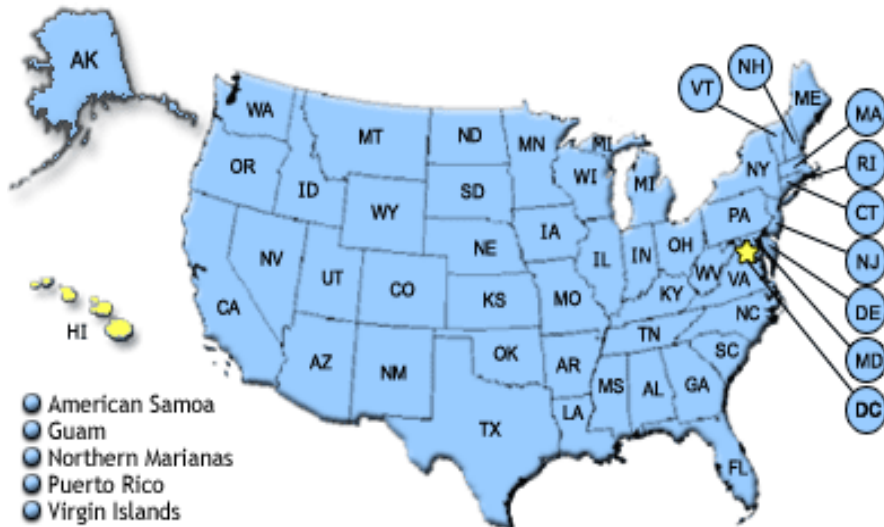 AK
WA
MT
ND
MN
MI
VT
NH
ME
MA
OR
ID
SD
WI
MI
NY
RI
WY
CT
NV
UT
NE
IA
IL
IN
OH
PA
NJ
CA
CO
KS
MO
KY
WV
VA
DE
HI
AZ
NM
OK
AR
TN
NC
MD
SC
TX
LA
MS
AL
GA
DC
FL
American Samoa
Guam
Northern Marianas
Puerto Rico
Virgin Islands